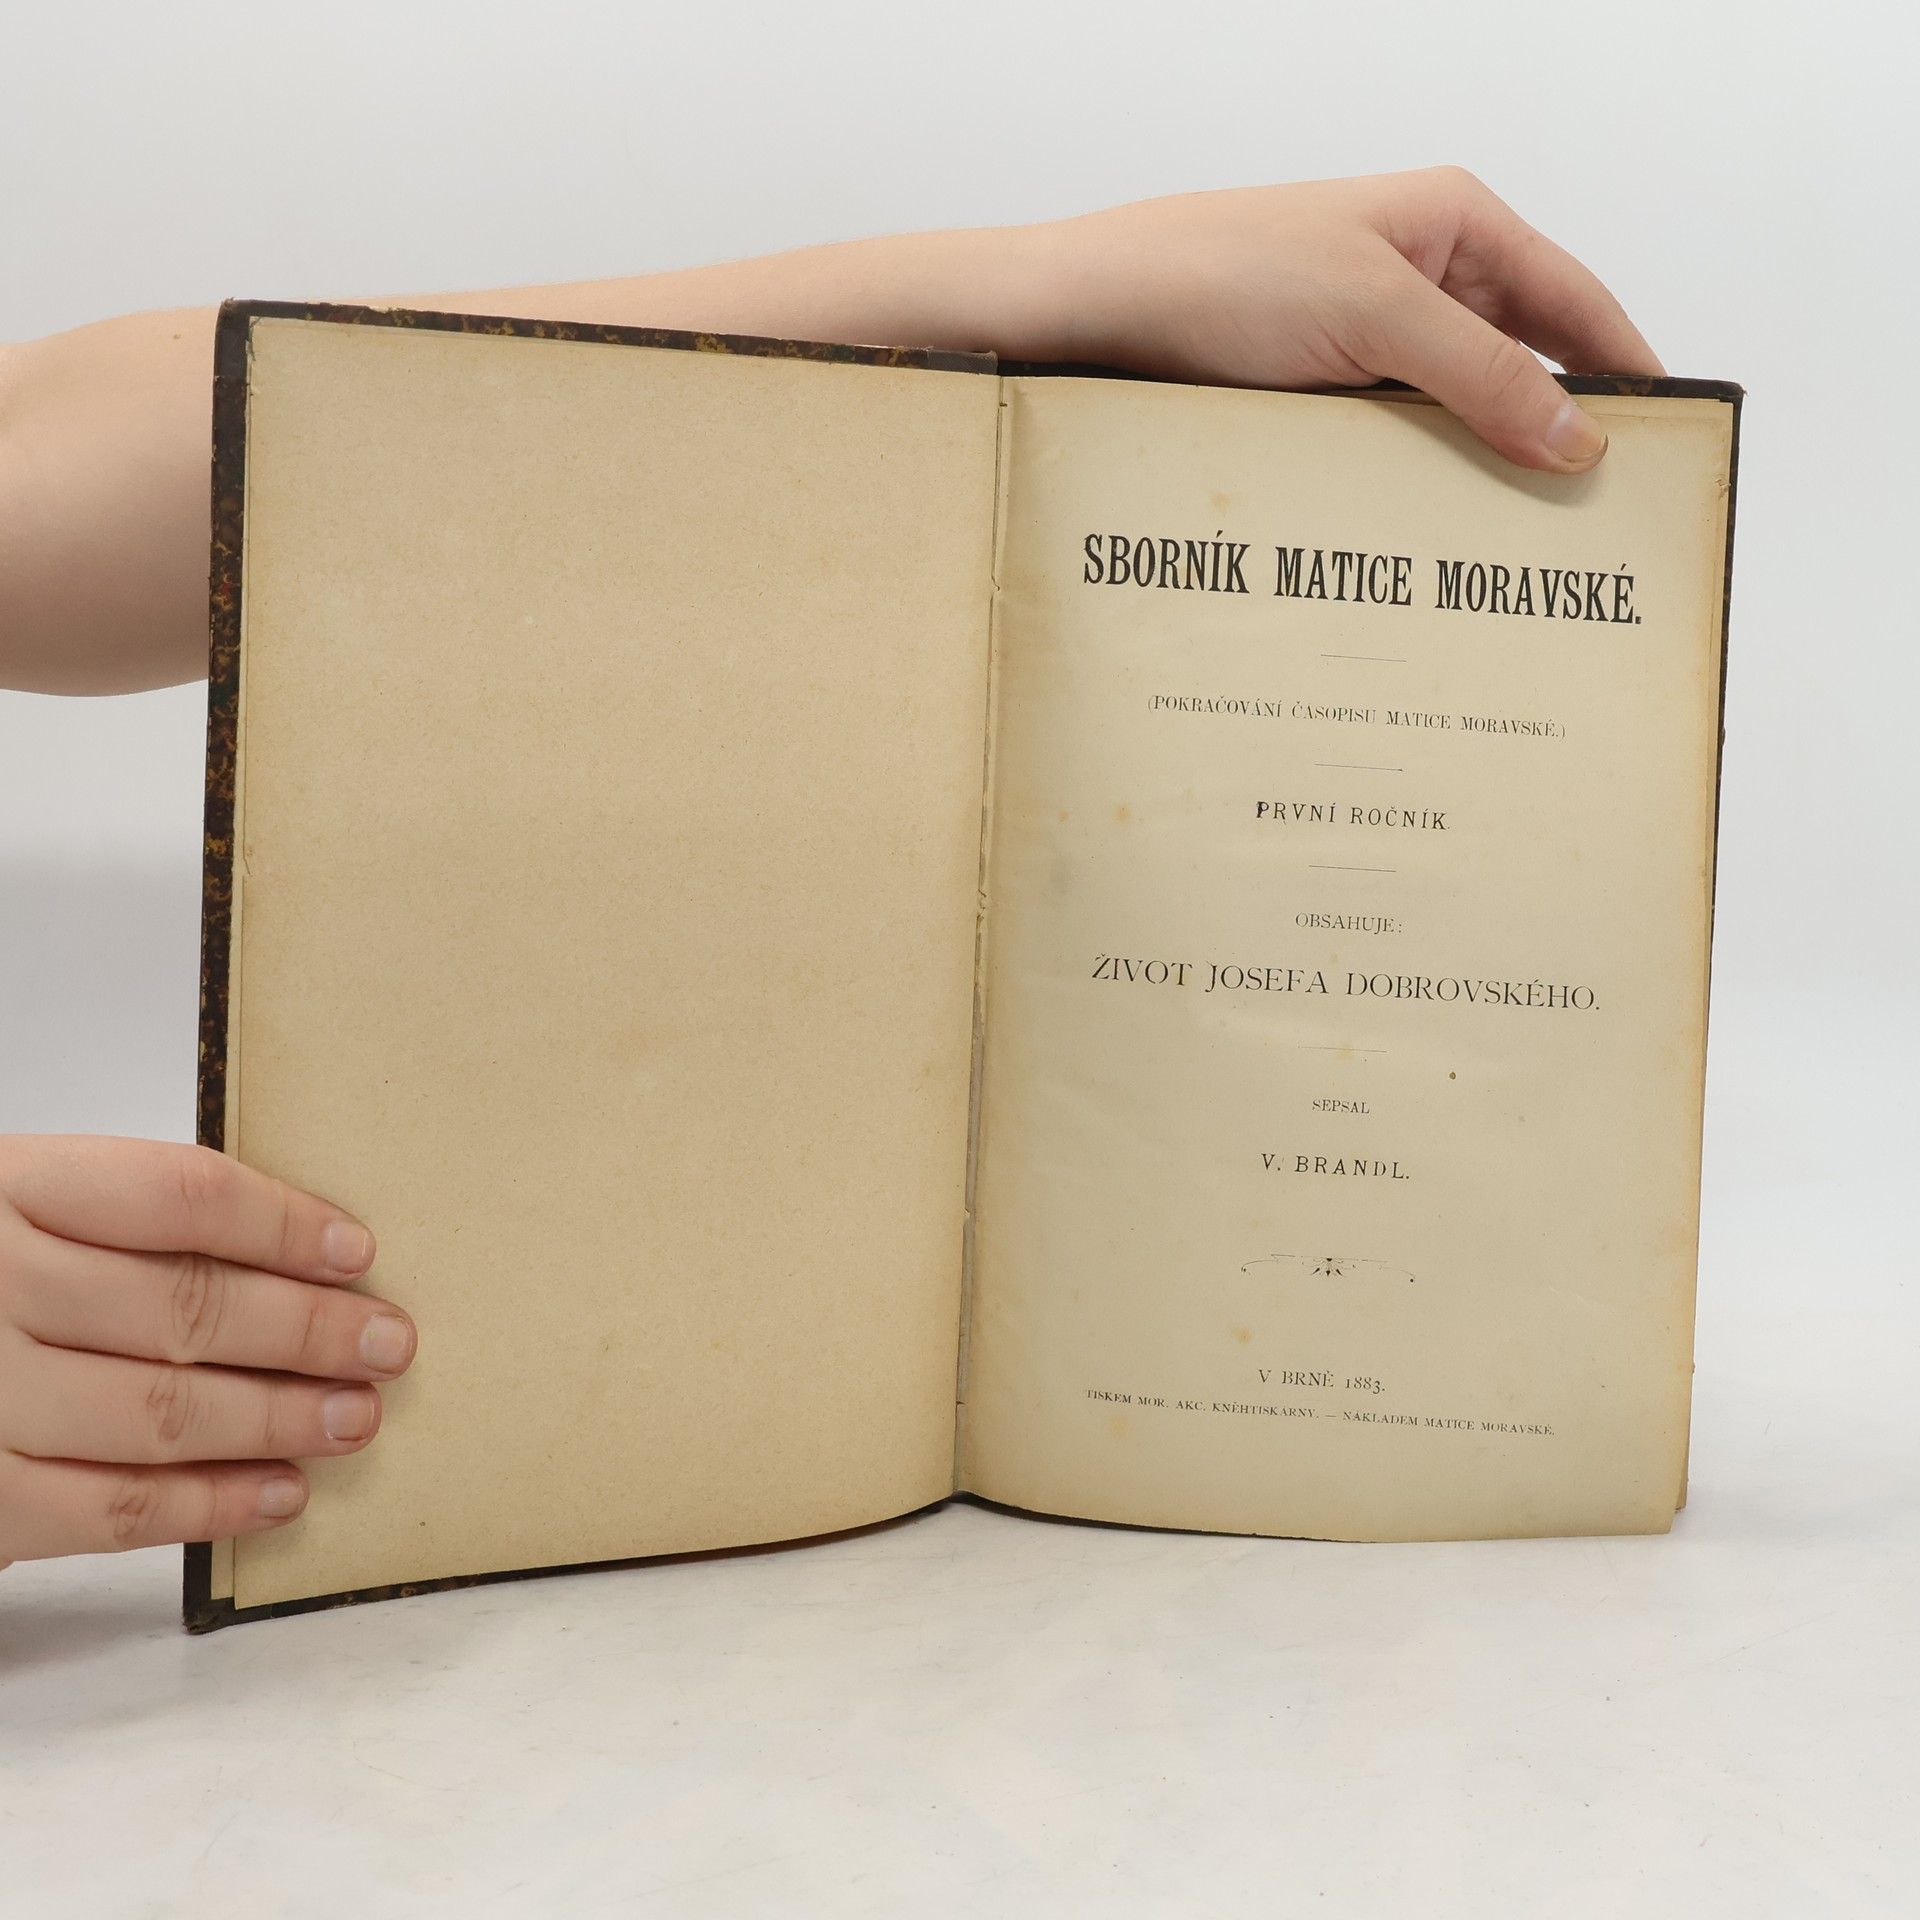 SBORNÍK MATICE MORAVSKÉ.
(POKRAČOVÁNÍ ČASOPISU MATICE MORAVSKÉ.)
PRVNÍ ROČNÍK.
OBSAHUJE:
ŽIVOT JOSEFA DOBROVSKÉHO.
SEPSAL
V. BRANDL.
V BRNĚ 1883.
TISKEM MOR. AKC. KNĚHTISKÁRNY. — NAKLADEM MATICE MORAVSKÉ.